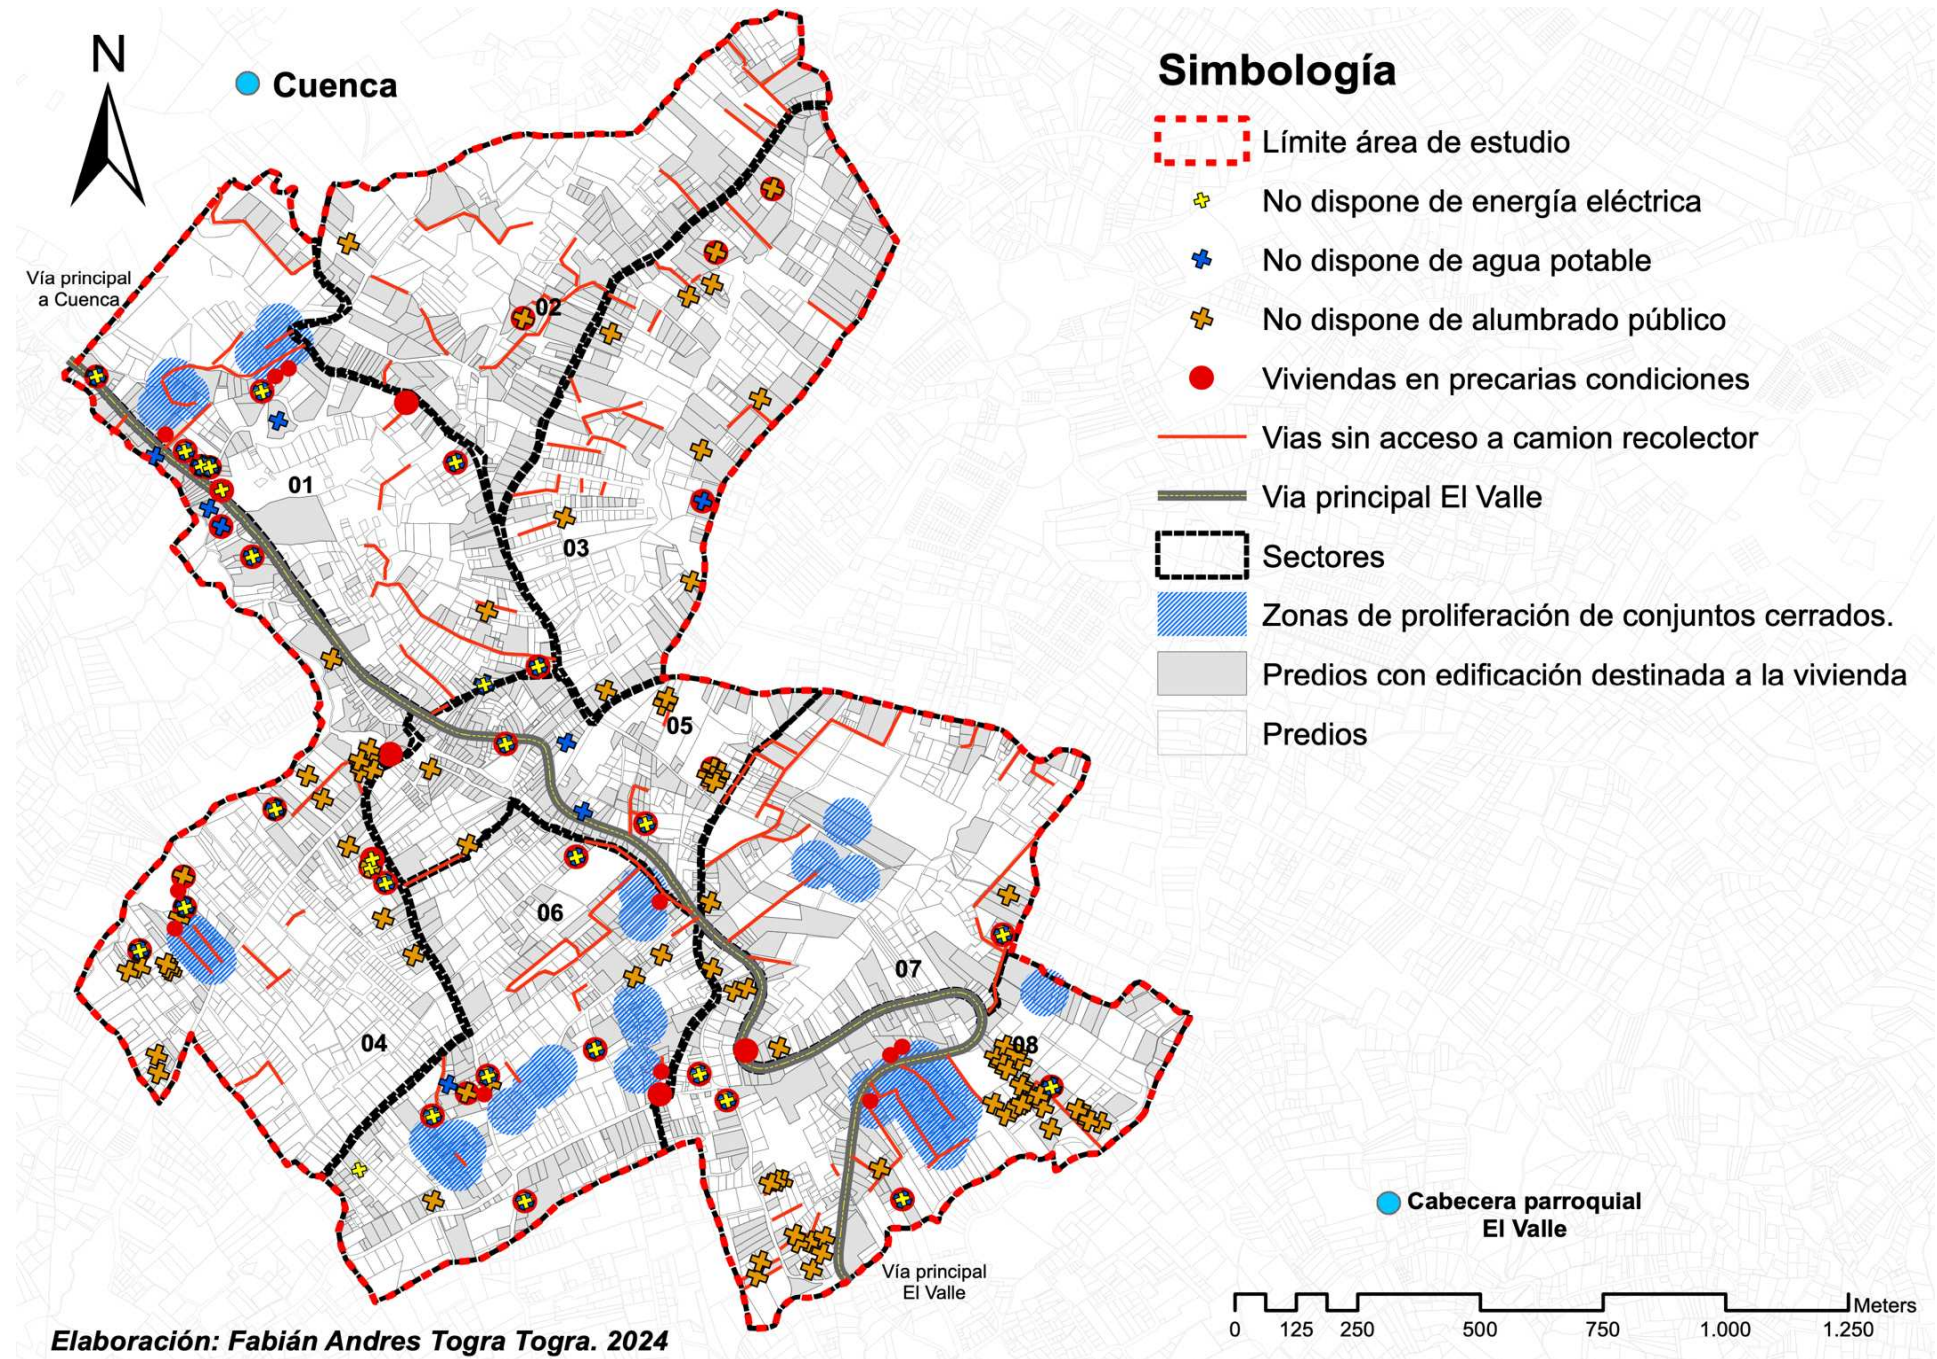 N
Cuenca
Vía principal
a Cuenca
01
02
03
04
05
06
07
08
Vía principal
El Valle
Simbología
Límite área de estudio
No dispone de energía eléctrica
No dispone de agua potable
No dispone de alumbrado público
Viviendas en precarias condiciones
Vias sin acceso a camion recolector
Via principal El Valle
Sectores
Zonas de proliferación de conjuntos cerrados.
Predios con edificación destinada a la vivienda
Predios
Cabecera parroquial
El Valle
Meters
0 125 250 500 750 1.000 1.250
Elaboración: Fabián Andres Togra Togra. 2024